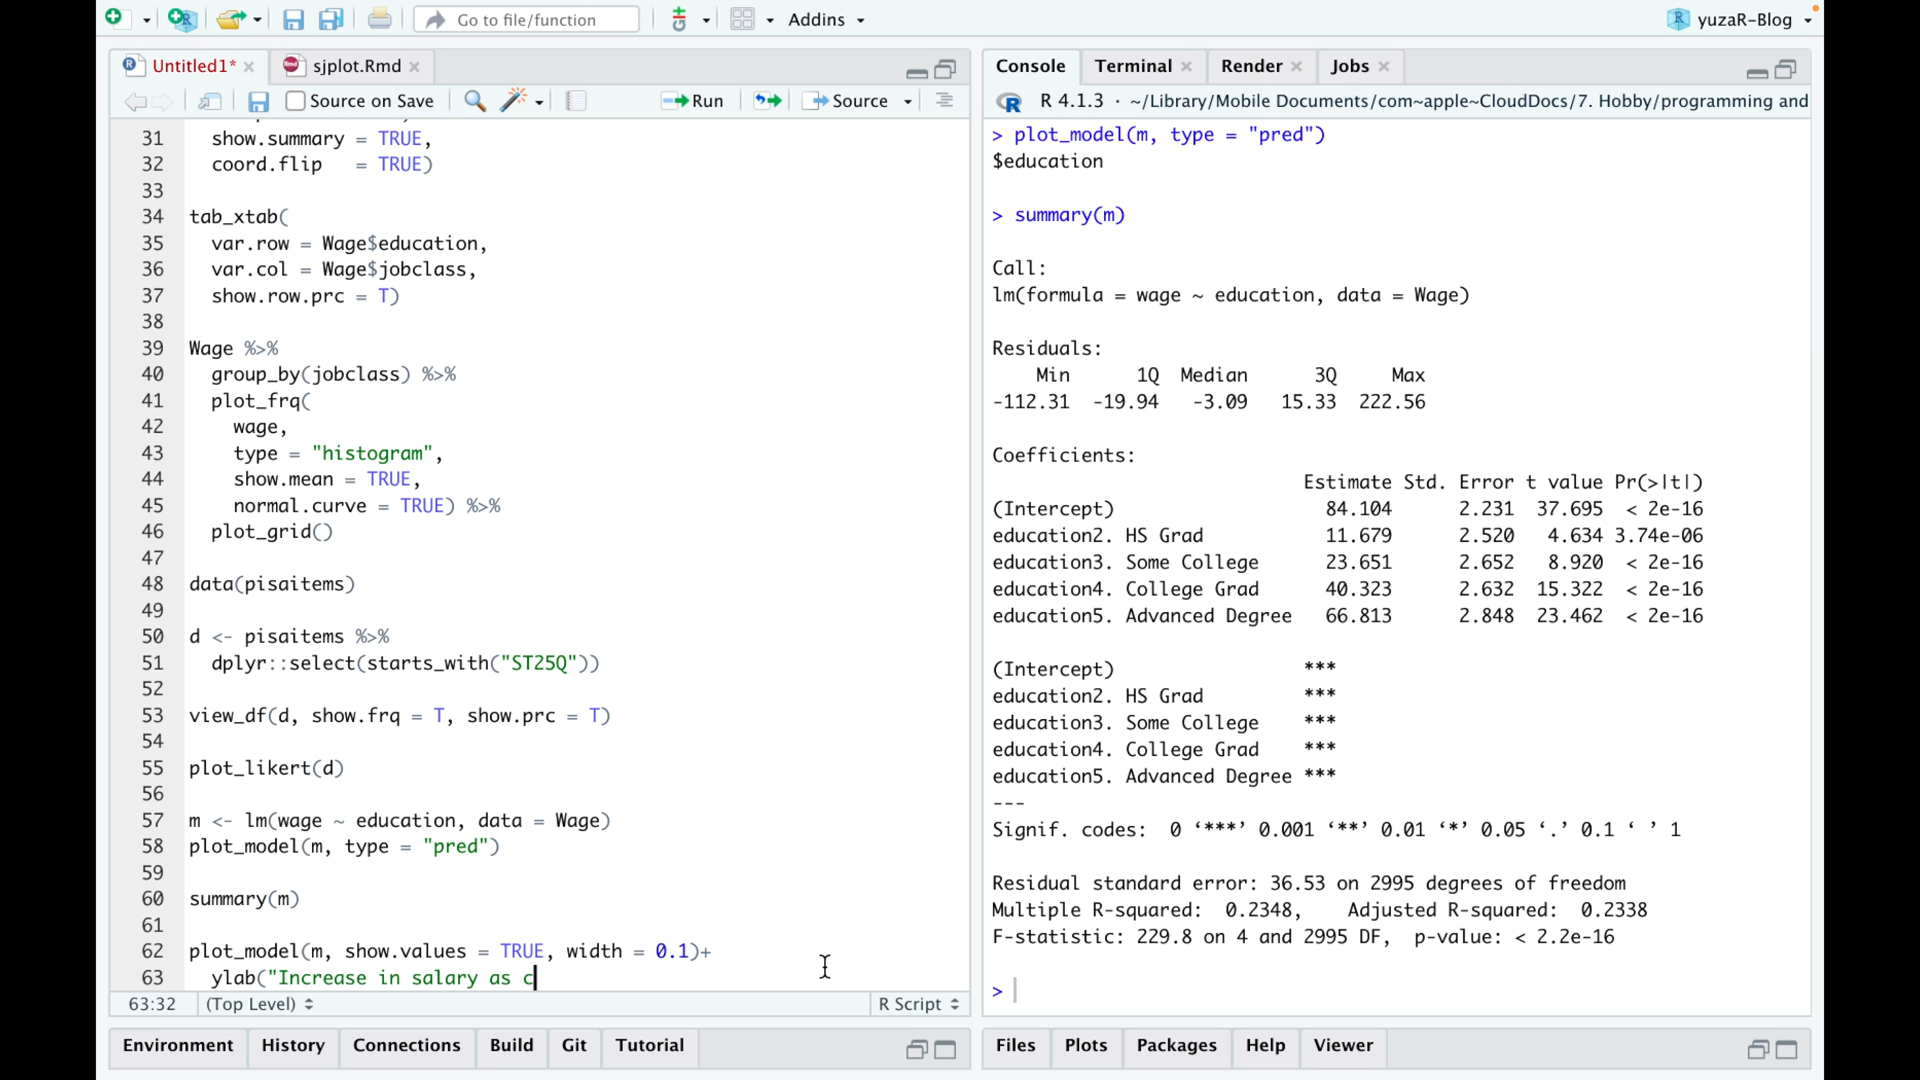 Go to file/function
Addins
yuzaR-Blog
Untitled1*
sjplot.Rmd
Source on Save
Run
Source
31 show.summary = TRUE,
32 coord.flip = TRUE)
33
34 tab_xtab(
35 var.row = Wage$education,
36 var.col = Wage$jobclass,
37 show.row.prc = T)
38
39 Wage %>%
40 group_by(jobclass) %>%
41 plot_frq(
42 wage,
43 type = "histogram",
44 show.mean = TRUE,
45 normal.curve = TRUE) %>%
46 plot_grid()
47
48 data(pisaitems)
49
50 d <- pisaitems %>%
51 dplyr::select(starts_with("ST25Q"))
52
53 view_df(d, show.frq = T, show.prc = T)
54
55 plot_likert(d)
56
57 m <- lm(wage ~ education, data = Wage)
58 plot_model(m, type = "pred")
59
60 summary(m)
61
62 plot_model(m, show.values = TRUE, width = 0.1)+
63 ylab("Increase in salary as c
63:32 (Top Level) R Script
Environment History Connections Build Git Tutorial
Console Terminal Render Jobs
R 4.1.3 · ~/Library/Mobile Documents/com~apple~CloudDocs/7. Hobby/programming and
> plot_model(m, type = "pred")
$education
> summary(m)
Call:
lm(formula = wage ~ education, data = Wage)
Residuals:
Min 1Q Median 3Q Max
-112.31 -19.94 -3.09 15.33 222.56
Coefficients:
Estimate Std. Error t value Pr(>|t|)
(Intercept) 84.104 2.231 37.695 < 2e-16
education2. HS Grad 11.679 2.520 4.634 3.74e-06
education3. Some College 23.651 2.652 8.920 < 2e-16
education4. College Grad 40.323 2.632 15.322 < 2e-16
education5. Advanced Degree 66.813 2.848 23.462 < 2e-16
(Intercept) ***
education2. HS Grad ***
education3. Some College ***
education4. College Grad ***
education5. Advanced Degree ***
---
Signif. codes: 0 ‘***’ 0.001 ‘**’ 0.01 ‘*’ 0.05 ‘.’ 0.1 ‘ ’ 1
Residual standard error: 36.53 on 2995 degrees of freedom
Multiple R-squared: 0.2348, Adjusted R-squared: 0.2338
F-statistic: 229.8 on 4 and 2995 DF, p-value: < 2.2e-16
>
Files Plots Packages Help Viewer